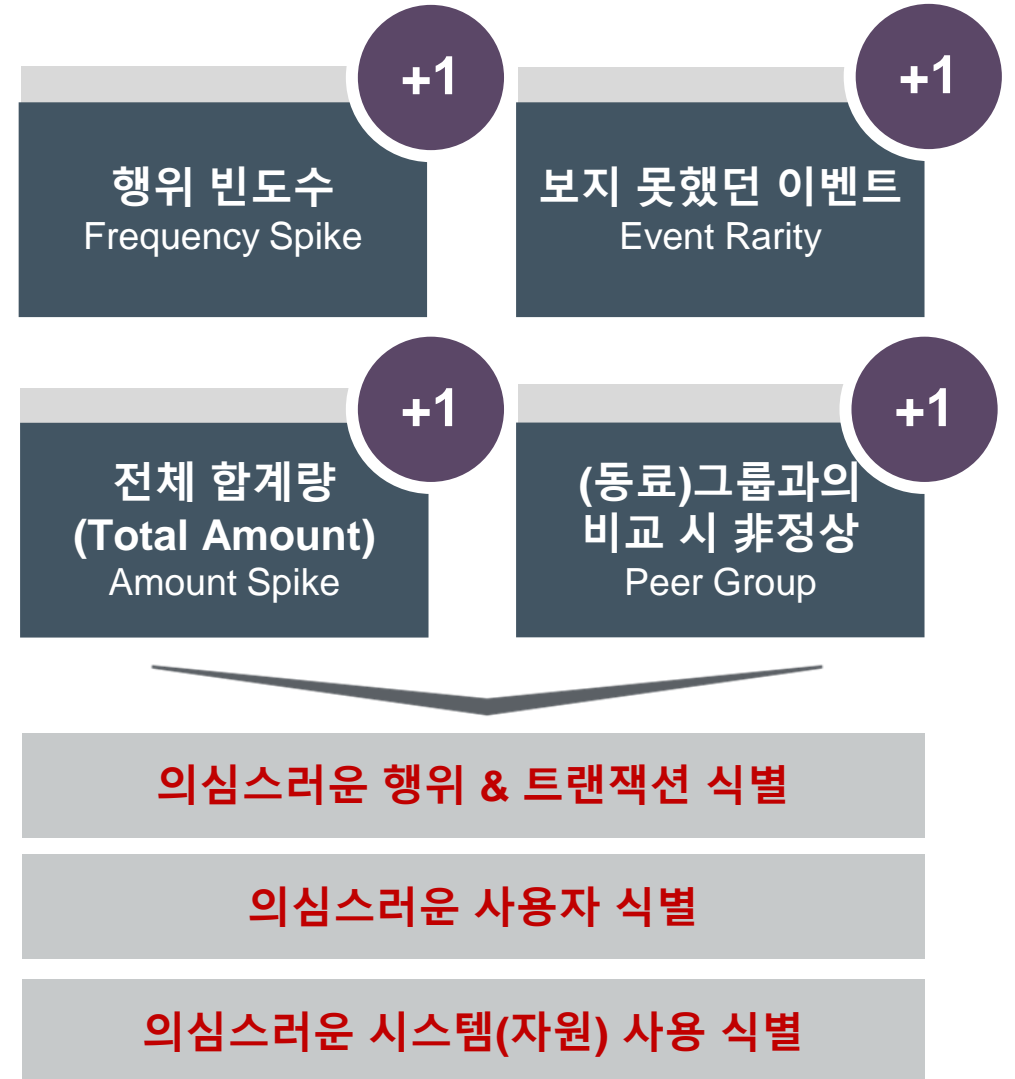 +1
행위 빈도수
Frequency Spike
+1
보지 못했던 이벤트
Event Rarity
+1
전체 합계량
(Total Amount)
Amount Spike
+1
(동료)그룹과의
비교 시 非정상
Peer Group
의심스러운 행위 & 트랜잭션 식별
의심스러운 사용자 식별
의심스러운 시스템(자원) 사용 식별